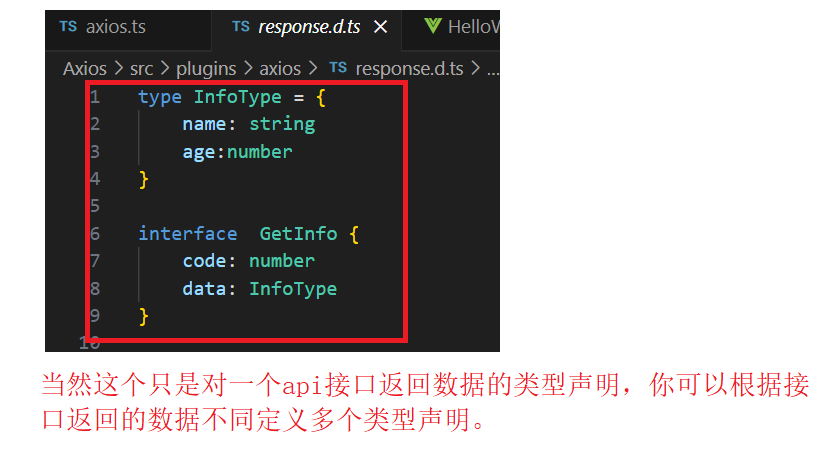 TS axios.ts TS response.d.ts × HelloW
Axios > src > plugins > axios > TS response.d.ts > ...
1 type InfoType = {
2 name: string
3 age:number
4 }
5
6 interface GetInfo {
7 code: number
8 data: InfoType
9 }
10
当然这个只是对一个api接口返回数据的类型声明，你可以根据接
口返回的数据不同定义多个类型声明。